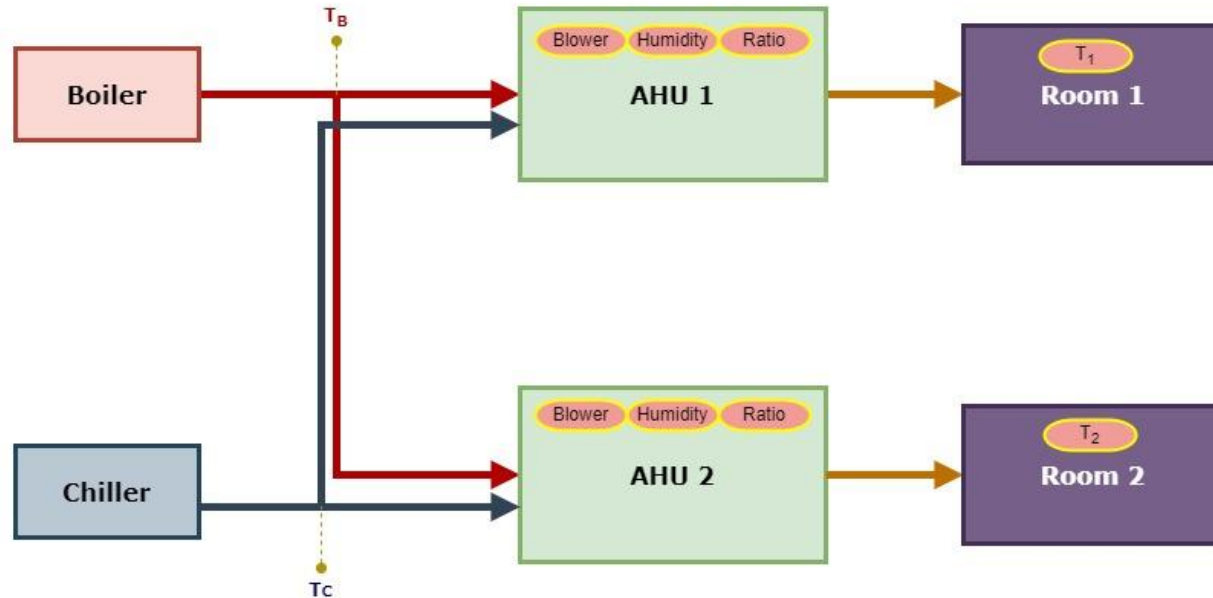 T_B
Blower Humidity Ratio
T₁
Boiler
AHU 1
Room 1
Blower Humidity Ratio
T₂
Chiller
AHU 2
Room 2
Tc